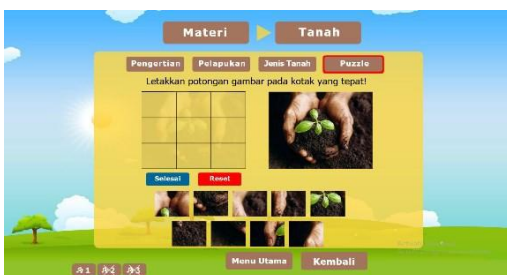 Materi Tanah
Pengertian Pelapukan Jenis Tanah Puzzle
Letakkan potongan gambar pada kotak yang tepat!
Selesai Reset
Menu Utama Kembali